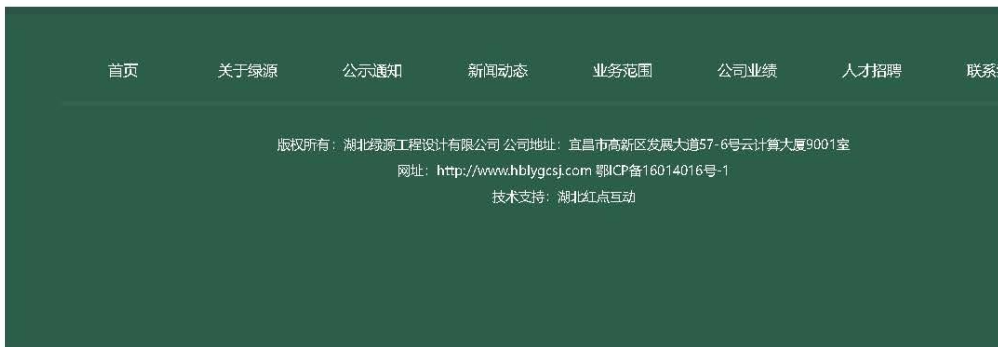 首页 关于绿源 公示通知 新闻动态 业务范围 公司业绩 人才招聘 联系
版权所有：湖北绿源工程设计有限公司 公司地址：宜昌市高新区发展大道57-6号云计算大厦9001室
网址：http://www.hblygcsj.com 鄂ICP备16014016号-1
技术支持：湖北红点互动